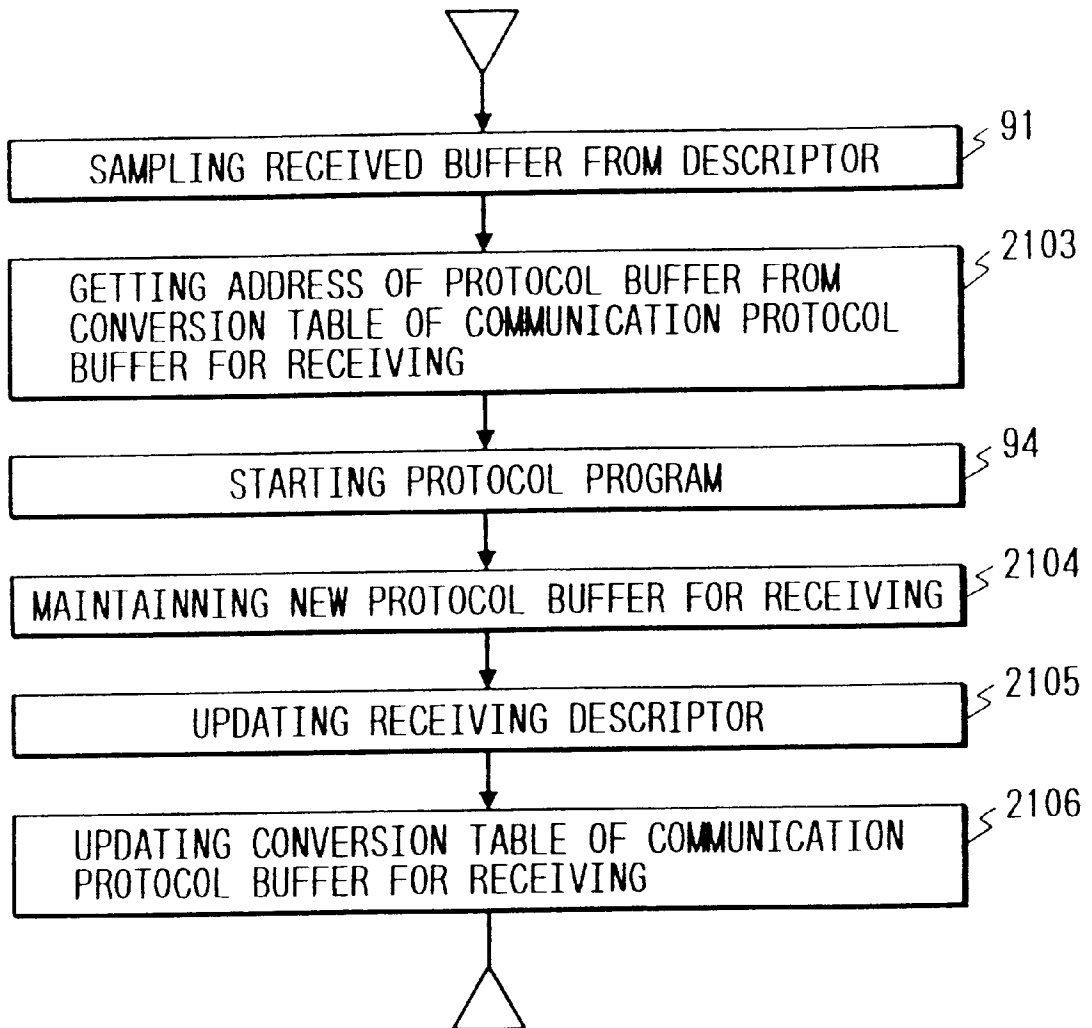 91
SAMPLING RECEIVED BUFFER FROM DESCRIPTOR
2103
GETTING ADDRESS OF PROTOCOL BUFFER FROM
CONVERSION TABLE OF COMMUNICATION PROTOCOL
BUFFER FOR RECEIVING
94
STARTING PROTOCOL PROGRAM
2104
MAINTAINNING NEW PROTOCOL BUFFER FOR RECEIVING
2105
UPDATING RECEIVING DESCRIPTOR
2106
UPDATING CONVERSION TABLE OF COMMUNICATION
PROTOCOL BUFFER FOR RECEIVING